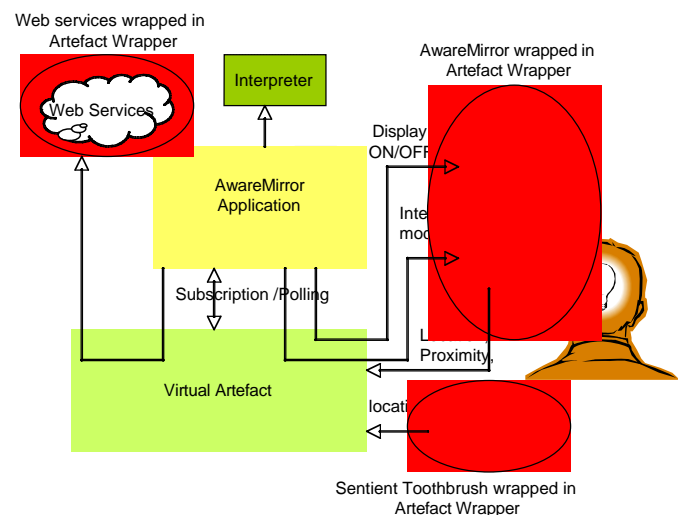 Web services wrapped in
Artefact Wrapper
Web Services
Interpreter
AwareMirror wrapped in
Artefact Wrapper
Display
ON/OFF
AwareMirror
Application
Subscription /Polling
Proximity,
Virtual Artefact
Sentient Toothbrush wrapped in
Artefact Wrapper